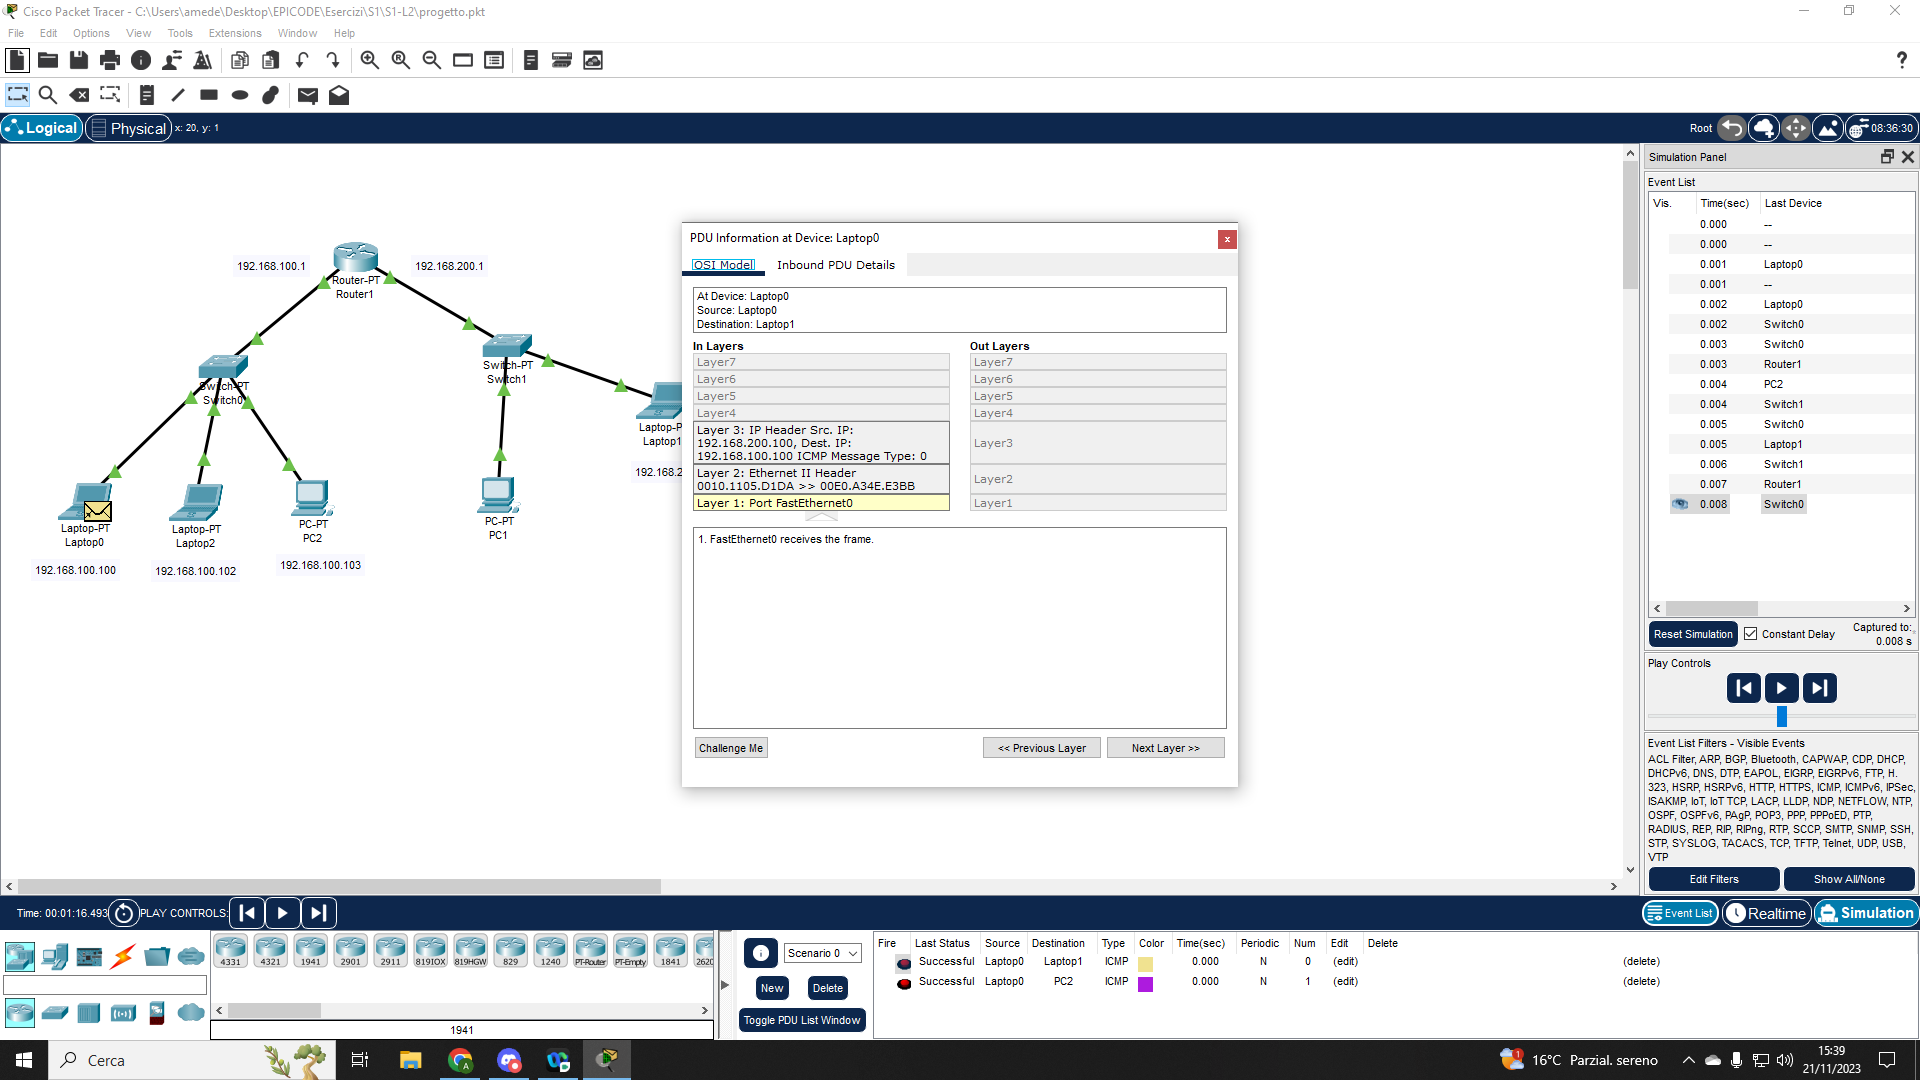 Cisco Packet Tracer - C:\Users\amede\Desktop\EPICODE\Esercizi\S1\S1-L2\progetto.pkt
File Edit Options View Tools Extensions Window Help
Logical Physical x: 20, y: 1
Root 08:36:30
192.168.100.1
192.168.200.1
Router-PT
Router1
Switch-PT
Switch0
Switch-PT
Switch1
Laptop-P
Laptop1
192.168.2
Laptop-PT
Laptop0
192.168.100.100
Laptop-PT
Laptop2
192.168.100.102
PC-PT
PC2
192.168.100.103
PC-PT
PC1
PDU Information at Device: Laptop0
x
OSI Model Inbound PDU Details
At Device: Laptop0
Source: Laptop0
Destination: Laptop1
In Layers
Layer7
Layer6
Layer5
Layer4
Layer 3: IP Header Src. IP:
192.168.200.100, Dest. IP:
192.168.100.100 ICMP Message Type: 0
Layer 2: Ethernet II Header
0010.1105.D1DA >> 00E0.A34E.E3BB
Layer 1: Port FastEthernet0
Out Layers
Layer7
Layer6
Layer5
Layer4
Layer3
Layer2
Layer1
1. FastEthernet0 receives the frame.
Challenge Me << Previous Layer Next Layer >>
Simulation Panel
Event List
Vis. Time(sec) Last Device
0.000 --
0.000 --
0.001 Laptop0
0.001 --
0.002 Laptop0
0.002 Switch0
0.003 Switch0
0.003 Router1
0.004 PC2
0.004 Switch1
0.005 Switch0
0.005 Laptop1
0.006 Switch1
0.007 Router1
0.008 Switch0
Reset Simulation Constant Delay
Captured to:
0.008 s
Play Controls
Event List Filters - Visible Events
ACL Filter, ARP, BGP, Bluetooth, CAPWAP, CDP, DHCP,
DHCPv6, DNS, DTP, EAPOL, EIGRP, EIGRPv6, FTP, H.
323, HSRP, HSRPv6, HTTP, HTTPS, ICMP, ICMPv6, IPSec,
ISAKMP, IoT, IoT TCP, LACP, LLDP, NDP, NETFLOW, NTP,
OSPF, OSPFv6, PAgP, POP3, PPP, PPPoED, PTP,
RADIUS, REP, RIP, RIPng, RTP, SCCP, SMTP, SNMP, SSH,
STP, SYSLOG, TACACS, TCP, TFTP, Telnet, UDP, USB,
VTP
Edit Filters Show All/None
Time: 00:01:16.493 PLAY CONTROLS:
Event List Realtime Simulation
4331 4321 1941 2901 2911 819IOX 819HGW 829 1240 PT-Router PT-Empty 1841 2620
1941
Scenario 0
New Delete
Toggle PDU List Window
Fire Last Status Source Destination Type Color Time(sec) Periodic Num Edit Delete
Successful Laptop0 Laptop1 ICMP 0.000 N 0 (edit) (delete)
Successful Laptop0 PC2 ICMP 0.000 N 1 (edit) (delete)
Cerca
1
16°C Parzial. sereno
15:39
21/11/2023